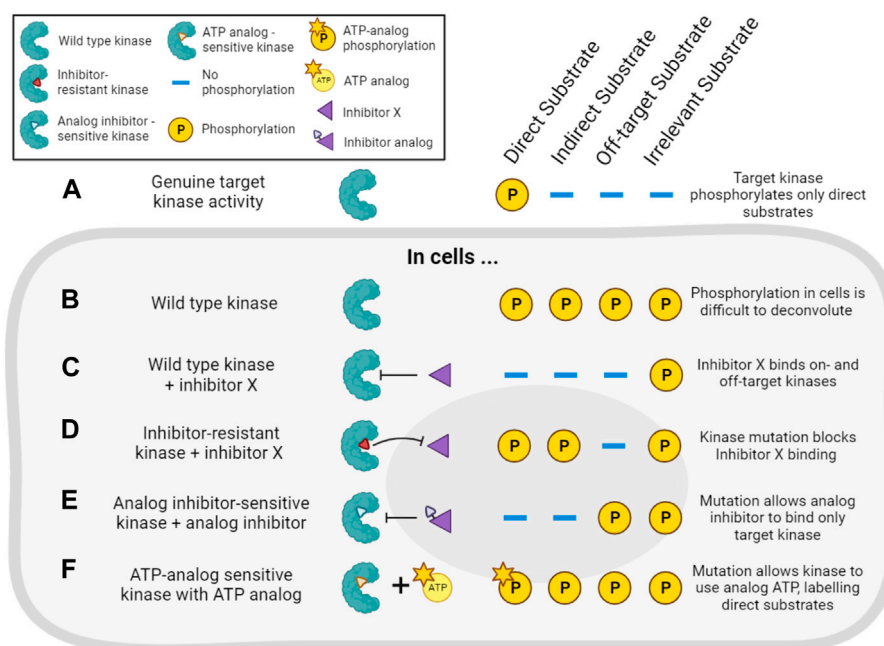 Wild type kinase
ATP analog -
sensitive kinase
P
ATP-analog
phosphorylation
Inhibitor-
resistant kinase
No
phosphorylation
ATP
ATP analog
Analog inhibitor -
sensitive kinase
P
Phosphorylation
Inhibitor X
Inhibitor analog
Direct Substrate
Indirect Substrate
Off-target Substrate
Irrelevant Substrate
A
Genuine target
kinase activity
P
Target kinase
phosphorylates only direct
substrates
In cells ...
B
Wild type kinase
P P P P
Phosphorylation in cells is
difficult to deconvolute
C
Wild type kinase
+ inhibitor X
P
Inhibitor X binds on- and
off-target kinases
D
Inhibitor-resistant
kinase + inhibitor X
P P P
Kinase mutation blocks
Inhibitor X binding
E
Analog inhibitor-sensitive
kinase + analog inhibitor
P P
Mutation allows analog
inhibitor to bind only
target kinase
F
ATP-analog sensitive
kinase with ATP analog
+ ATP
P P P P
Mutation allows kinase to
use analog ATP, labelling
direct substrates